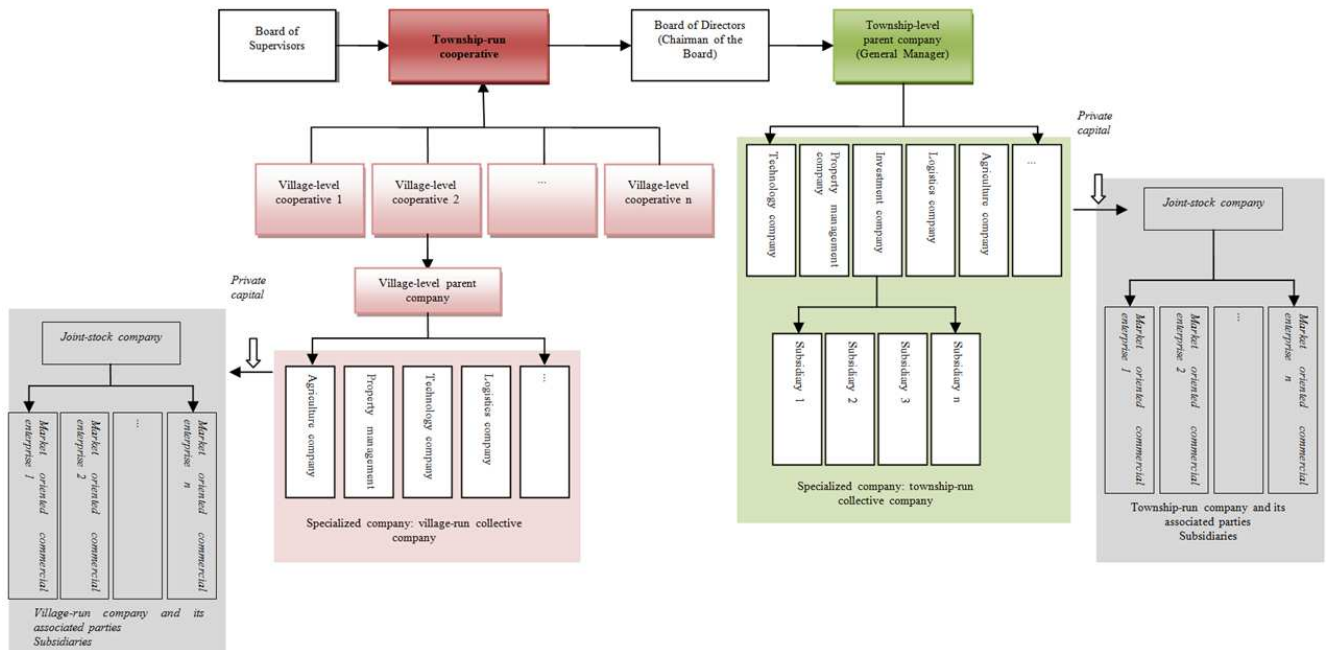 Board of
Supervisors
Township-run
cooperative
Board of Directors
(Chairman of the
Board)
Township-level
parent company
(General Manager)
Private
capital
Village-level
cooperative 1
Village-level
cooperative 2
...
Village-level
cooperative n
Technology company
Property management
company
Investment company
Logistics company
Agriculture company
...
Joint-stock company
Village-level parent
company
Private
capital
Joint-stock company
Subsidiary 1
Subsidiary 2
Subsidiary 3
Subsidiary n
Market oriented commercial
enterprise 1
Market oriented commercial
enterprise 2
...
Market oriented commercial
enterprise n
Agriculture company
Property management
Technology company
Logistics company
...
Market oriented commercial
enterprise 1
Market oriented commercial
enterprise 2
...
Market oriented commercial
enterprise n
Specialized company: township-run
collective company
Township-run company and its
associated parties
Subsidiaries
Specialized company: village-run collective
company
Village-run company and its
associated parties
Subsidiaries